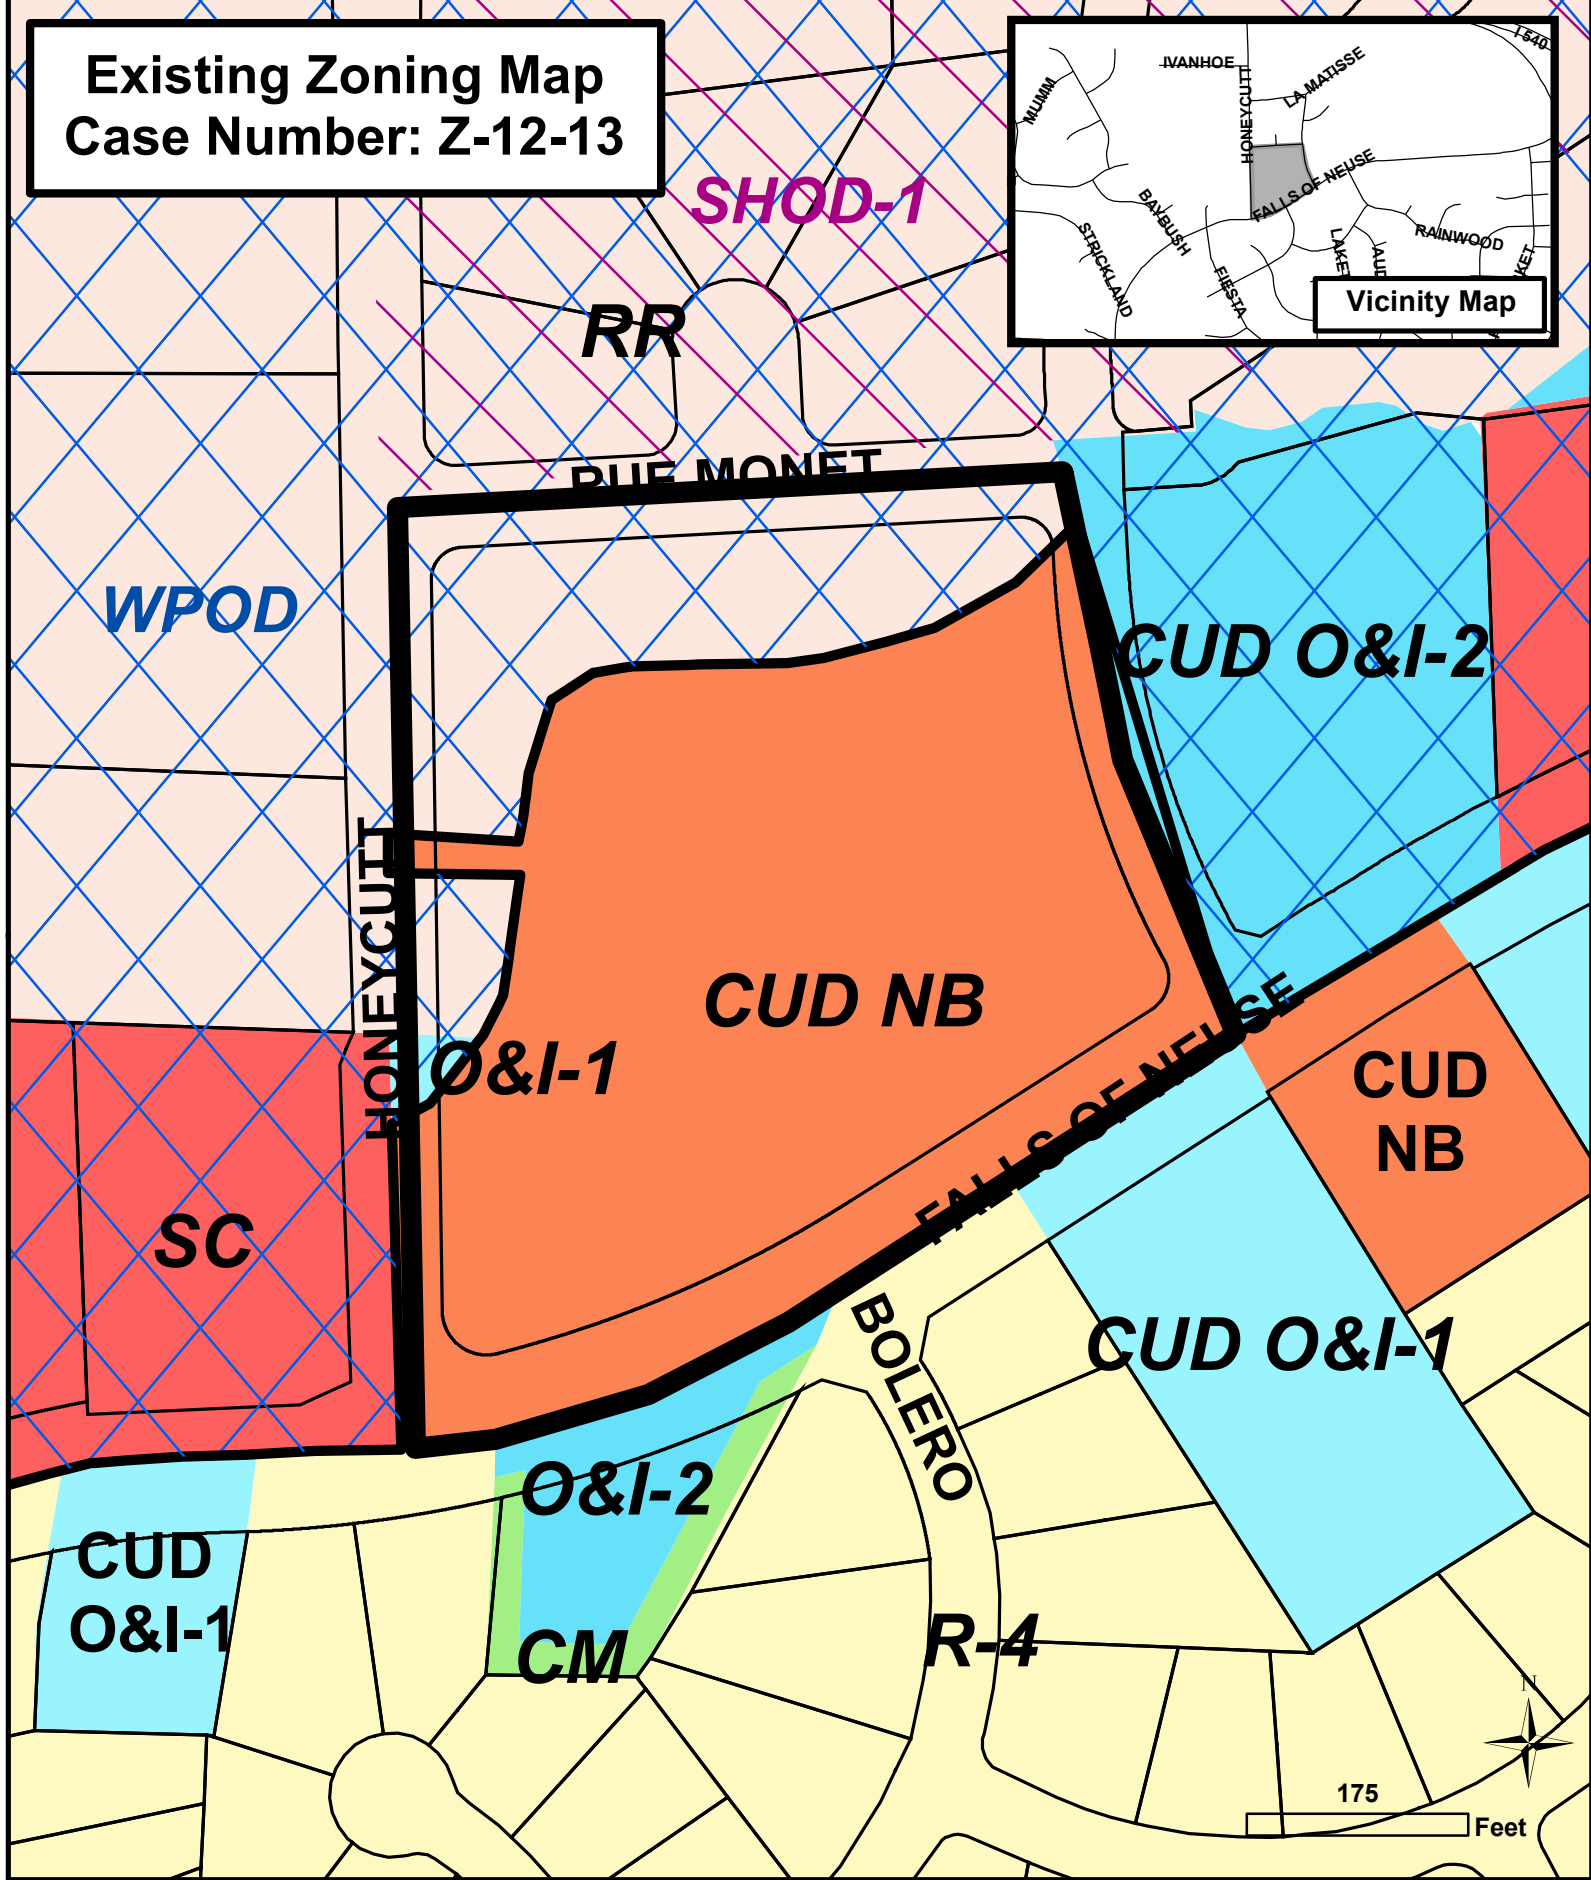 Existing Zoning Map
Case Number: Z-12-13
IVANHOE
I 540
MUMM
HONEYCUTT
LA MATISSE
FALLS OF NEUSE
BAYBUSH
STRICKLAND
FIESTA
RAINWOOD
Vicinity Map
SHOD-1
RR
RUE MONET
WPOD
CUD O&I-2
HONEYCUTT
CUD NB
O&I-1
FALLS OF NEUSE
CUD
NB
SC
BOLERO
CUD O&I-1
O&I-2
CUD
O&I-1
CM
R-4
N
175
Feet